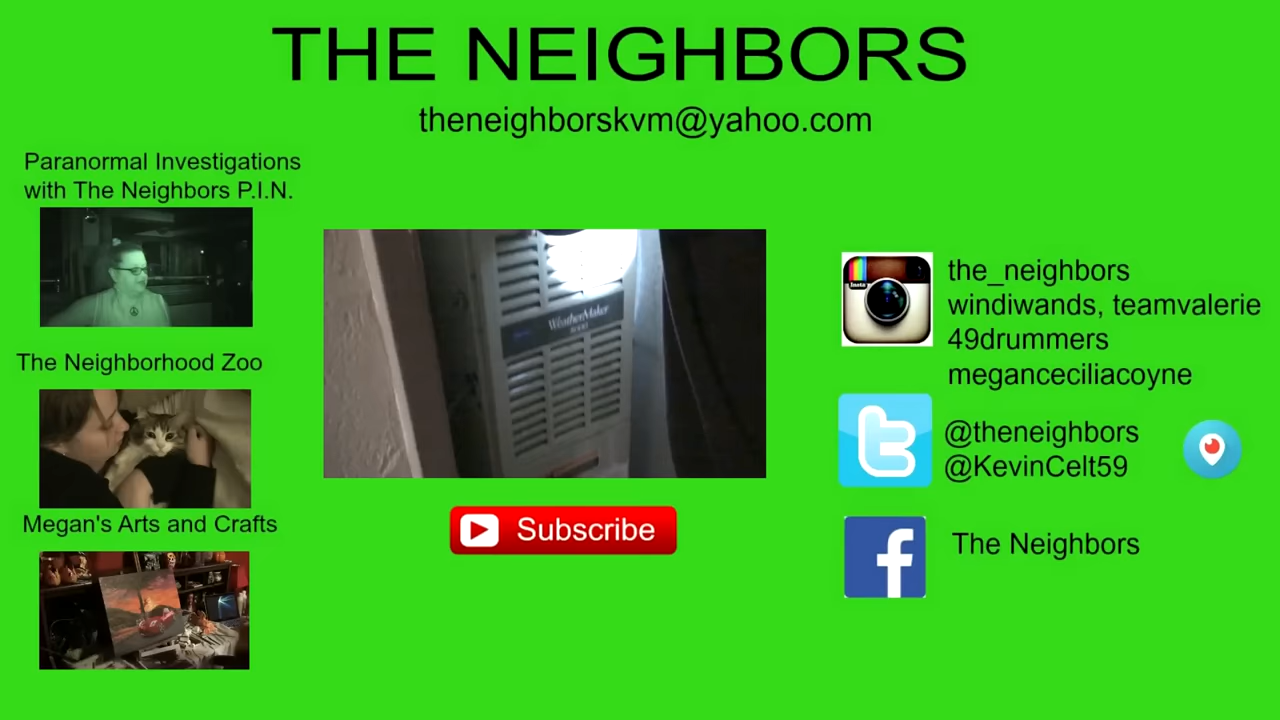 THE NEIGHBORS
theneighborskvm@yahoo.com
Paranormal Investigations
with The Neighbors P.I.N.
The Neighborhood Zoo
Megan's Arts and Crafts
WeatherMaker
Subscribe
Insta
the_neighbors
windiwands, teamvalerie
49drummers
meganceciliacoyne
@theneighbors
@KevinCelt59
The Neighbors